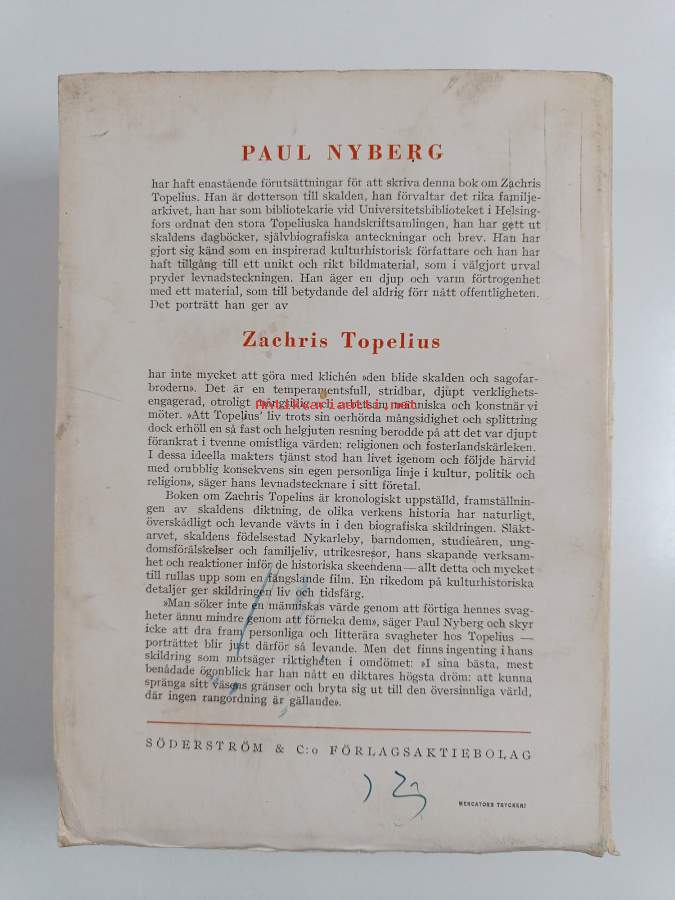 PAUL NYBERG
har haft enastående förutsättningar för att skriva denna bok om Zachris
Topelius. Han är dotterson till skalden, han förvaltar det rika familje-
arkivet, han har som bibliotekarie vid Universitetsbiblioteket i Helsing-
fors ordnat den stora Topeliuska handskriftsamlingen, han har gett ut
skaldens dagböcker, självbiografiska anteckningar och brev. Han har
gjort sig känd som en inspirerad kulturhistorisk författare och han har
haft tillgång till ett unikt och rikt bildmaterial, som i välgjort urval
pryder levnadsteckningen. Han äger en djup och varm förtrogenhet
med ett material, som till betydande del aldrig förr nått offentligheten.
Det porträtt han ger av
Zachris Topelius
har inte mycket att göra med klichén »den blide skalden och sagofar-
brodern». Det är en temperamentsfull, stridbar, djupt verklighets-
engagerad, otroligt mångtidig och arbetsam människa och konstnär vi
möter. »Att Topelius' liv trots sin oerhörda mångsidighet och splittring
dock erhöll en så fast och helgjuten resning berodde på att det var djupt
förankrat i tvenne omistliga värden: religionen och fosterlandskärleken.
I dessa ideella makters tjänst stod han livet igenom och följde härvid
med orubblig konsekvens sin egen personliga linje i kultur, politik och
religion», säger hans levnadstecknare i sitt företal.
Boken om Zachris Topelius är kronologiskt uppställd, framställnin-
gen av skaldens diktning, de olika verkens historia har naturligt,
överskådligt och levande vävts in i den biografiska skildringen. Släkt-
arvet, skaldens födelsestad Nykarleby, barndomen, studieåren, ung-
domsförälskelser och familjeliv, utrikesresor, hans skapande verksam-
het och reaktioner inför de historiska skeendena — allt detta och mycket
till rullas upp som en fängslande film. En rikedom på kulturhistoriska
detaljer ger skildringen liv och tidsfärg.
»Man söker inte en människas värde genom att förtiga hennes svag-
heter ännu mindre genom att förneka dem», säger Paul Nyberg och skyr
icke att dra fram personliga och litterära svagheter hos Topelius —
porträttet blir just därför så levande. Men det finns ingenting i hans
skildring som motsäger riktigheten i omdömet: »I sina bästa, mest
benådade ögonblick har han nått en diktares högsta dröm: att kunna
spränga sitt väsens gränser och bryta sig ut till den översinnliga värld,
där ingen rangordning är gällande».
SÖDERSTRÖM & C:o FÖRLAGSAKTIEBOLAG
MERCATORS TRYCKERI